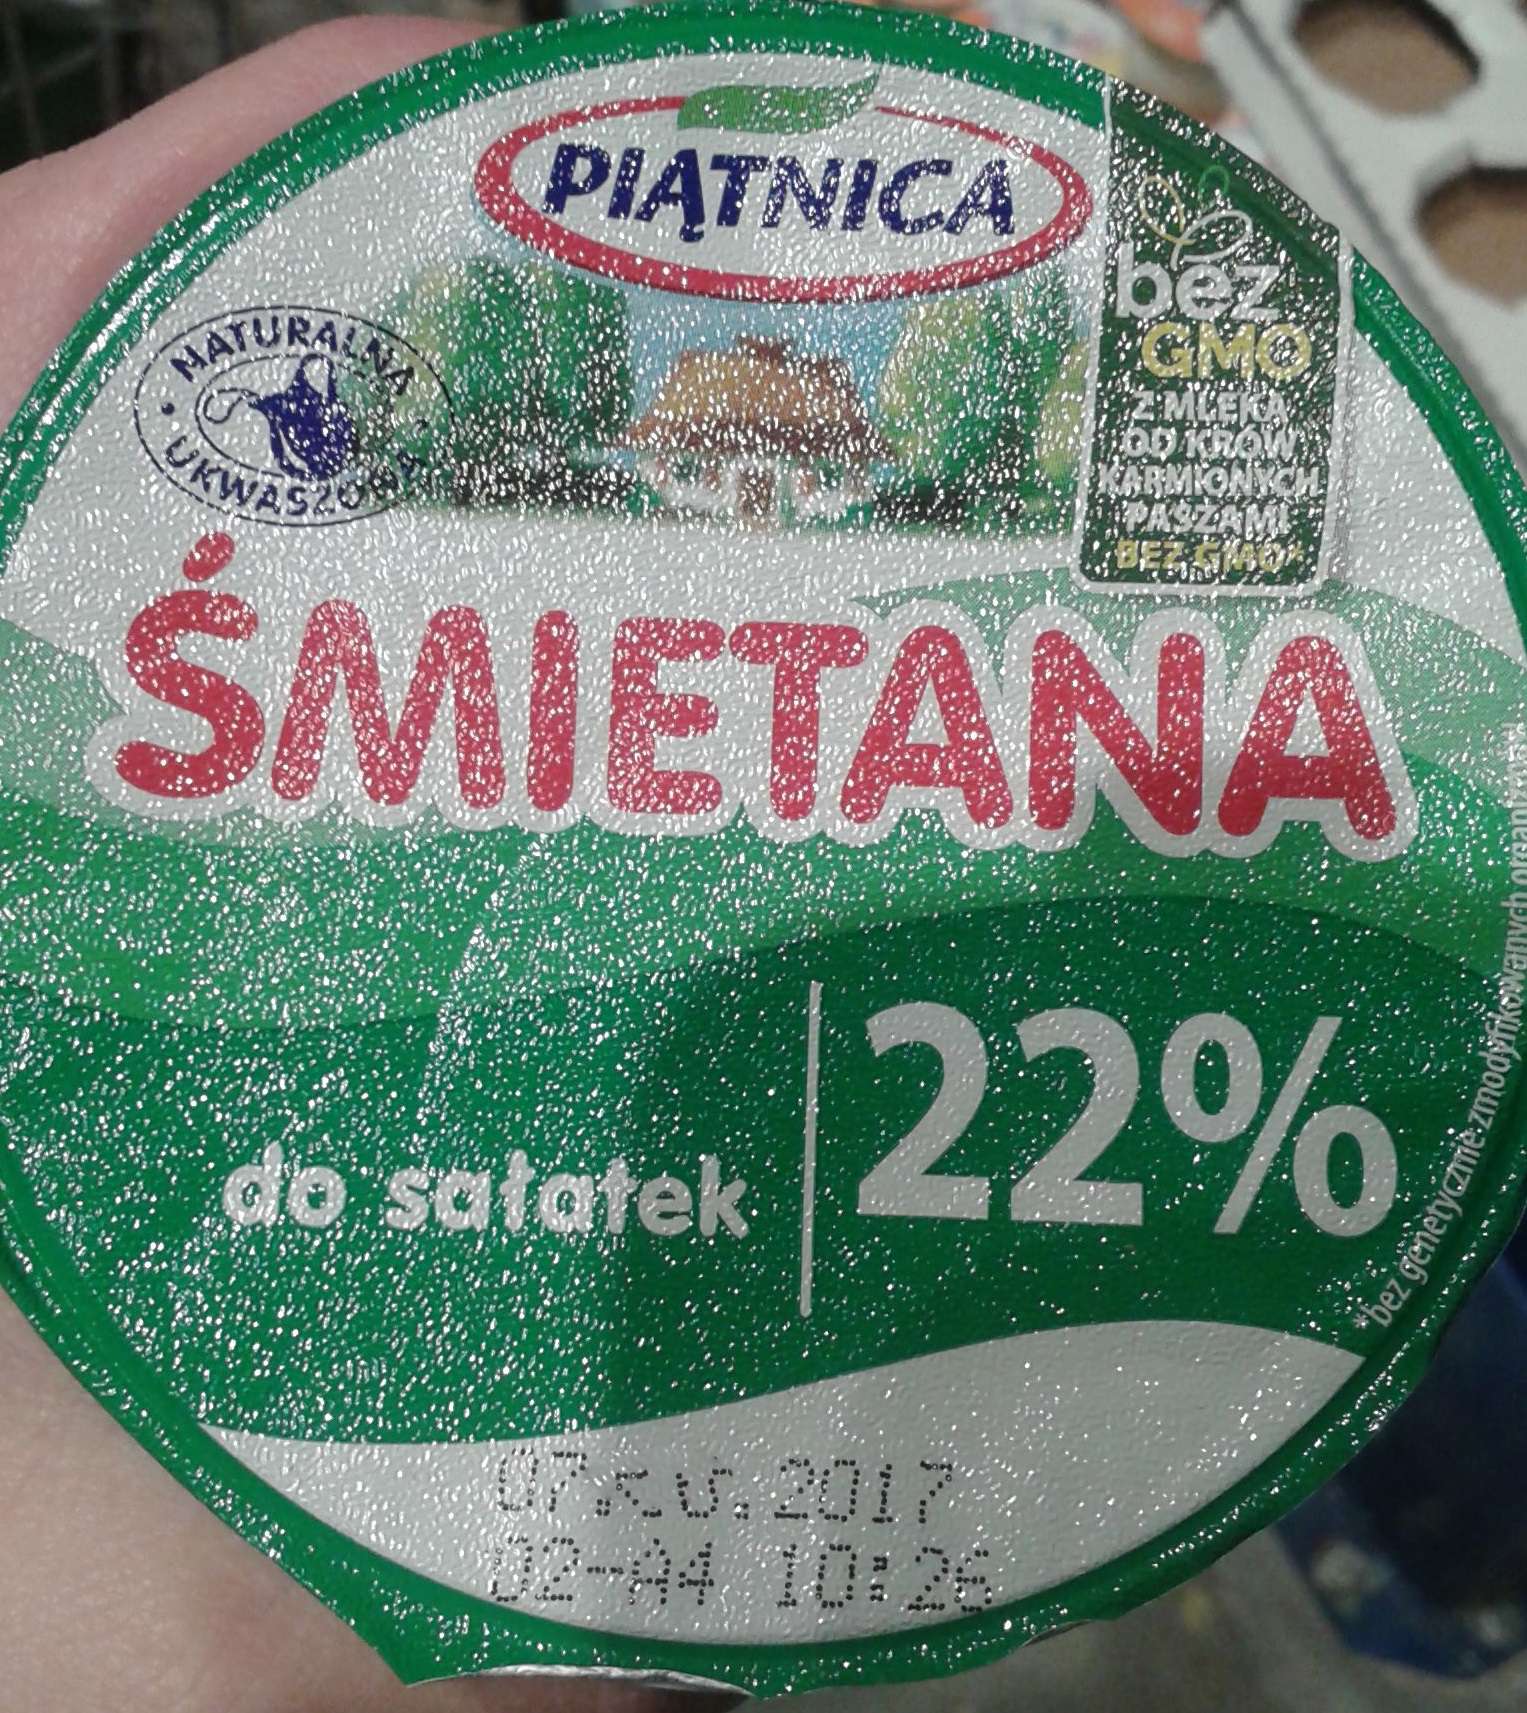 PIĄTNICA
bez
GMO
Z MLEKA
OD KRÓW
KARMIONYCH
PASZAMI
BEZ GMO*
NATURALNA
UKWASZONA
ŚMIETANA
do sałatek
22%
*bez genetycznie zmodyfikowanych organizmów
07. 2017
02-A4 10:26